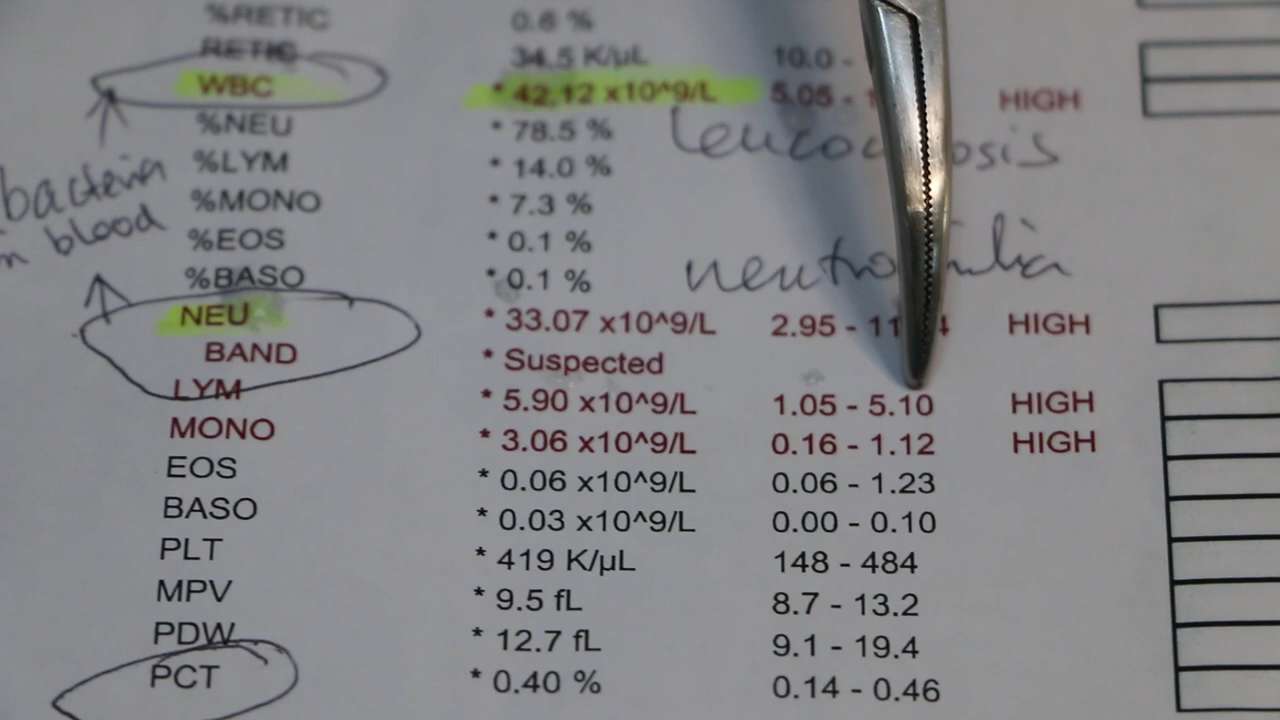 %RETIC 0.6 %
RETIC 34.5 K/µL 10.0 -
WBC * 42.12 x10^9/L 5.05 - 1 HIGH
%NEU * 78.5 %
leucocosis
%LYM * 14.0 %
bacteria
%MONO * 7.3 %
blood
%EOS * 0.1 %
%BASO * 0.1 %
NEU * 33.07 x10^9/L 2.95 - 11 4 HIGH
BAND * Suspected
LYM * 5.90 x10^9/L 1.05 - 5.10 HIGH
MONO * 3.06 x10^9/L 0.16 - 1.12 HIGH
EOS * 0.06 x10^9/L 0.06 - 1.23
BASO * 0.03 x10^9/L 0.00 - 0.10
PLT * 419 K/µL 148 - 484
MPV * 9.5 fL 8.7 - 13.2
PDW * 12.7 fL 9.1 - 19.4
PCT * 0.40 % 0.14 - 0.46